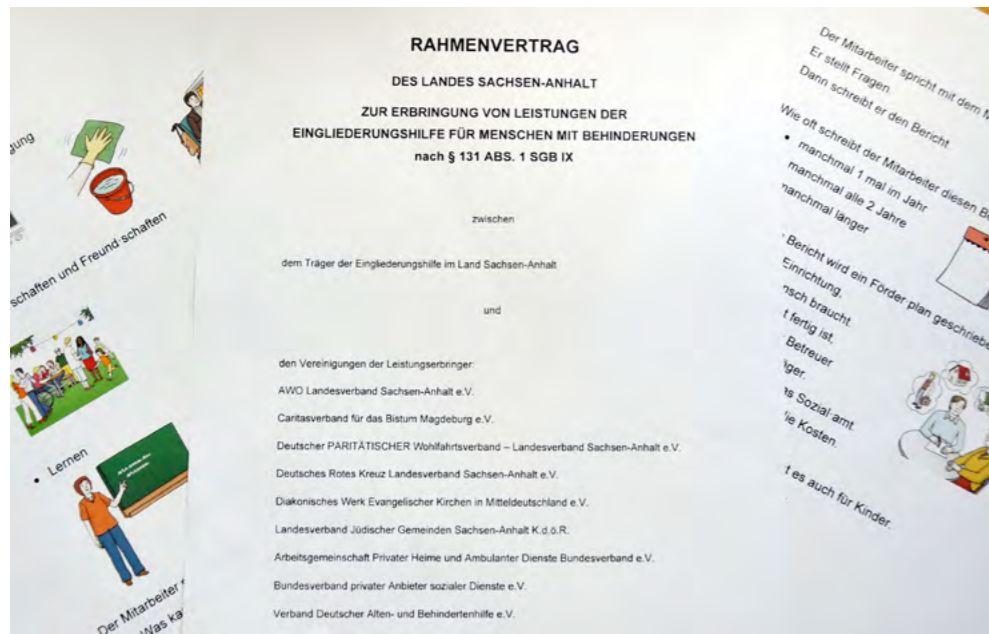 RAHMENVERTRAG
DES LANDES SACHSEN-ANHALT
ZUR ERBRINGUNG VON LEISTUNGEN DER
EINGLIEDERUNGSHILFE FÜR MENSCHEN MIT BEHINDERUNGEN
nach § 131 ABS. 1 SGB IX
zwischen
dem Träger der Eingliederungshilfe im Land Sachsen-Anhalt
und
den Vereinigungen der Leistungserbringer:
AWO Landesverband Sachsen-Anhalt e.V.
Caritasverband für das Bistum Magdeburg e.V.
Deutscher PARITÄTISCHER Wohlfahrtsverband – Landesverband Sachsen-Anhalt e.V.
Deutsches Rotes Kreuz Landesverband Sachsen-Anhalt e.V.
Diakonisches Werk Evangelischer Kirchen in Mitteldeutschland e.V.
Landesverband Jüdischer Gemeinden Sachsen-Anhalt K.d.ö.R.
Arbeitsgemeinschaft Privater Heime und Ambulanter Dienste Bundesverband e.V.
Bundesverband privater Anbieter sozialer Dienste e.V.
Verband Deutscher Alten- und Behindertenhilfe e.V.
schaften und Freund·schaften
• Lernen
Der Mitarbeiter
Was ka
Der Mitarbeiter spricht mit dem
Er stellt Fragen.
Dann schreibt er den Bericht.
Wie oft schreibt der Mitarbeiter diesen Be
• manchmal 1 mal im Jahr
manchmal alle 2 Jahre
manchmal länger
Bericht wird ein Förder plan geschriebe
Einrichtung,
nsch braucht.
t fertig ist.
Betreuer
ger.
as Sozial·amt
ie Kosten.
t es auch für Kinder.